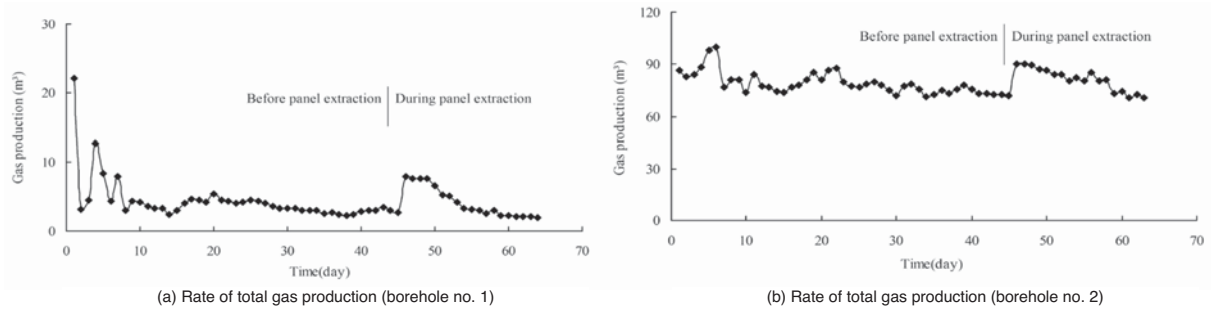 30
20
10
0
Gas production (m³)
Before panel extraction
During panel extraction
0 10 20 30 40 50 60 70
Time(day)
(a) Rate of total gas production (borehole no. 1)
120
90
60
30
0
Gas production (m³)
Before panel extraction
During panel extraction
0 10 20 30 40 50 60 70
Time(day)
(b) Rate of total gas production (borehole no. 2)